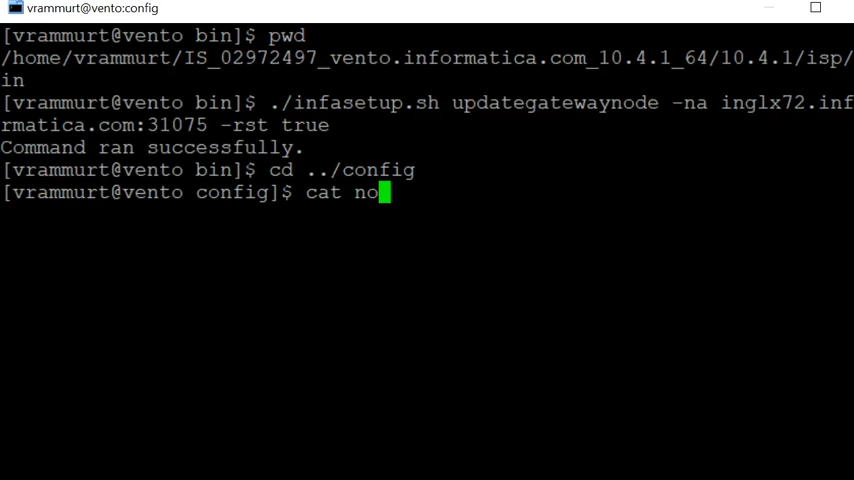 vrammurt@vento:config
[vrammurt@vento bin]$ pwd
/home/vrammurt/IS_02972497_vento.informatica.com_10.4.1_64/10.4.1/isp/
in
[vrammurt@vento bin]$ ./infasetup.sh updategatewaynode -na inglx72.inf
rmatica.com:31075 -rst true
Command ran successfully.
[vrammurt@vento bin]$ cd ../config
[vrammurt@vento config]$ cat no